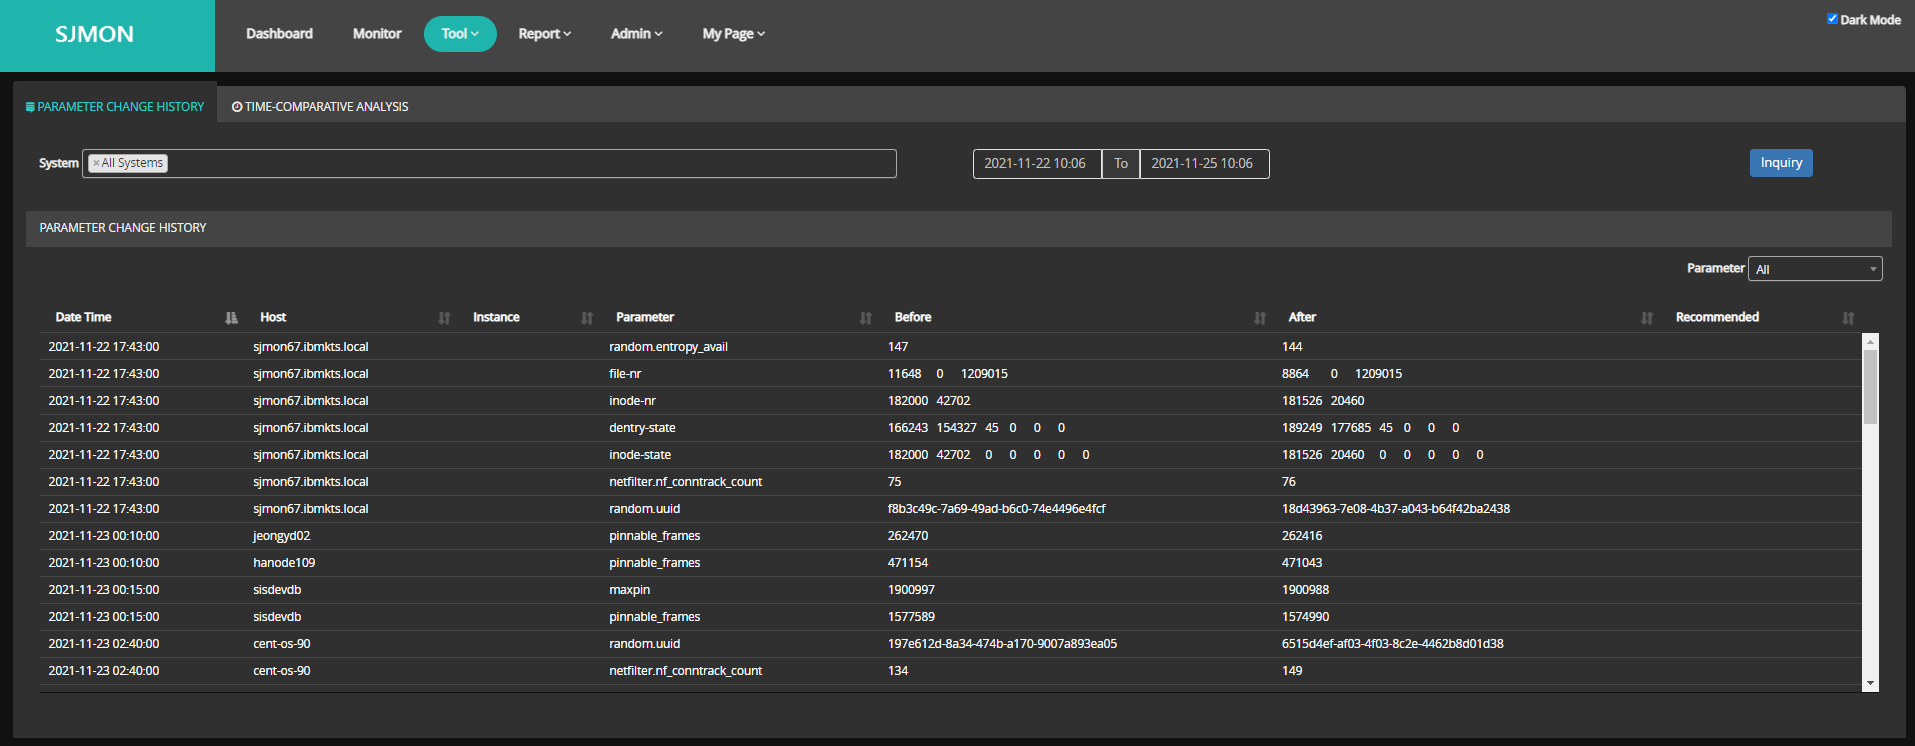 SJMON
Dashboard Monitor Tool Report Admin My Page Dark Mode
PARAMETER CHANGE HISTORY TIME-COMPARATIVE ANALYSIS
System ×All Systems 2021-11-22 10:06 To 2021-11-25 10:06 Inquiry
PARAMETER CHANGE HISTORY
Parameter All
Date Time Host Instance Parameter Before After Recommended
2021-11-22 17:43:00 sjmon67.ibmkts.local random.entropy_avail 147 144
2021-11-22 17:43:00 sjmon67.ibmkts.local file-nr 11648 0 1209015 8864 0 1209015
2021-11-22 17:43:00 sjmon67.ibmkts.local inode-nr 182000 42702 181526 20460
2021-11-22 17:43:00 sjmon67.ibmkts.local dentry-state 166243 154327 45 0 0 0 189249 177685 45 0 0 0
2021-11-22 17:43:00 sjmon67.ibmkts.local inode-state 182000 42702 0 0 0 0 0 181526 20460 0 0 0 0 0
2021-11-22 17:43:00 sjmon67.ibmkts.local netfilter.nf_conntrack_count 75 76
2021-11-22 17:43:00 sjmon67.ibmkts.local random.uuid f8b3c49c-7a69-49ad-b6c0-74e4496e4fcf 18d43963-7e08-4b37-a043-b64f42ba2438
2021-11-23 00:10:00 jeongyd02 pinnable_frames 262470 262416
2021-11-23 00:10:00 hanode109 pinnable_frames 471154 471043
2021-11-23 00:15:00 sisdevdb maxpin 1900997 1900988
2021-11-23 00:15:00 sisdevdb pinnable_frames 1577589 1574990
2021-11-23 02:40:00 cent-os-90 random.uuid 197e612d-8a34-474b-a170-9007a893ea05 6515d4ef-af03-4f03-8c2e-4462b8d01d38
2021-11-23 02:40:00 cent-os-90 netfilter.nf_conntrack_count 134 149